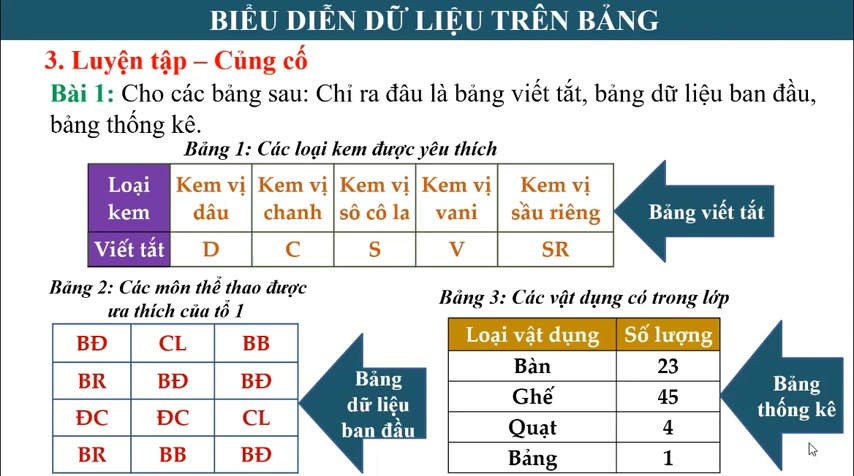 BIỂU DIỄN DỮ LIỆU TRÊN BẢNG
3. Luyện tập – Củng cố
Bài 1: Cho các bảng sau: Chỉ ra đâu là bảng viết tắt, bảng dữ liệu ban đầu,
bảng thống kê.
Bảng 1: Các loại kem được yêu thích
Loại Kem vị Kem vị Kem vị Kem vị Kem vị
kem dâu chanh sô cô la vani sầu riêng
Viết tắt D C S V SR
Bảng viết tắt
Bảng 2: Các môn thể thao được
ưa thích của tổ 1
BĐ CL BB
BR BĐ BĐ
ĐC ĐC CL
BR BB BĐ
Bảng
dữ liệu
ban đầu
Bảng 3: Các vật dụng có trong lớp
Loại vật dụng Số lượng
Bàn 23
Ghế 45
Quạt 4
Bảng 1
Bảng
thống kê